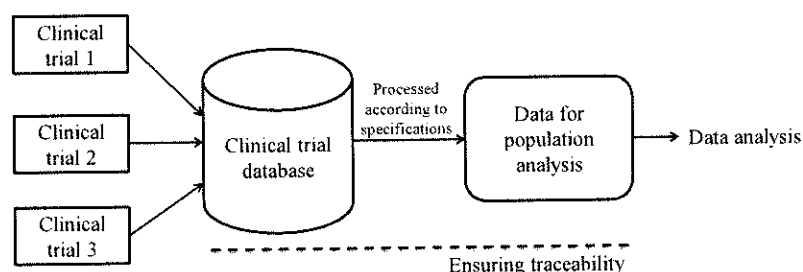 Clinical
trial 1
Clinical
trial 2
Clinical
trial 3
Clinical trial
database
Processed
according to
specifications
Data for
population
analysis
Data analysis
Ensuring traceability